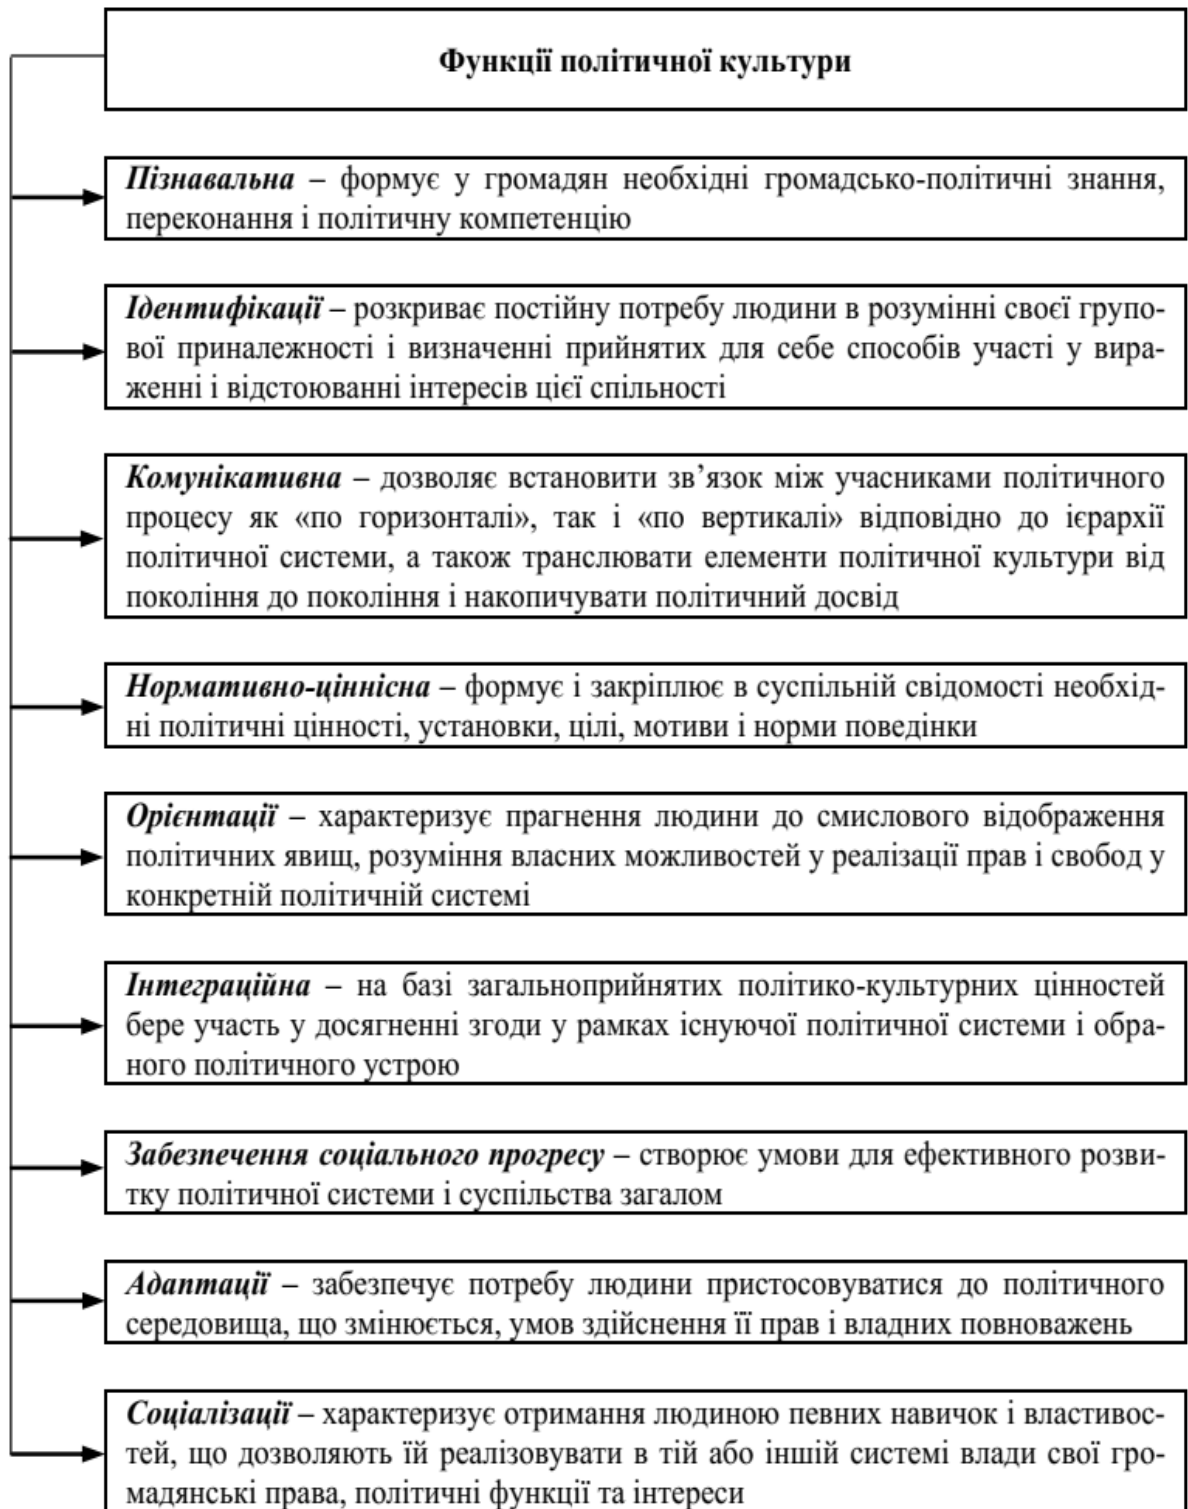 Функції політичної культури
Пізнавальна – формує у громадян необхідні громадсько-політичні знання,
переконання і політичну компетенцію
Ідентифікації – розкриває постійну потребу людини в розумінні своєї групо-
вої приналежності і визначенні прийнятих для себе способів участі у вира-
женні і відстоюванні інтересів цієї спільності
Комунікативна – дозволяє встановити зв’язок між учасниками політичного
процесу як «по горизонталі», так і «по вертикалі» відповідно до ієрархії
політичної системи, а також транслювати елементи політичної культури від
покоління до покоління і накопичувати політичний досвід
Нормативно-ціннісна – формує і закріплює в суспільній свідомості необхід-
ні політичні цінності, установки, цілі, мотиви і норми поведінки
Орієнтації – характеризує прагнення людини до смислового відображення
політичних явищ, розуміння власних можливостей у реалізації прав і свобод у
конкретній політичній системі
Інтеграційна – на базі загальноприйнятих політико-культурних цінностей
бере участь у досягненні згоди у рамках існуючої політичної системи і обра-
ного політичного устрою
Забезпечення соціального прогресу – створює умови для ефективного розви-
тку політичної системи і суспільства загалом
Адаптації – забезпечує потребу людини пристосовуватися до політичного
середовища, що змінюється, умов здійснення її прав і владних повноважень
Соціалізації – характеризує отримання людиною певних навичок і властивос-
тей, що дозволяють їй реалізовувати в тій або іншій системі влади свої гро-
мадянські права, політичні функції та інтереси